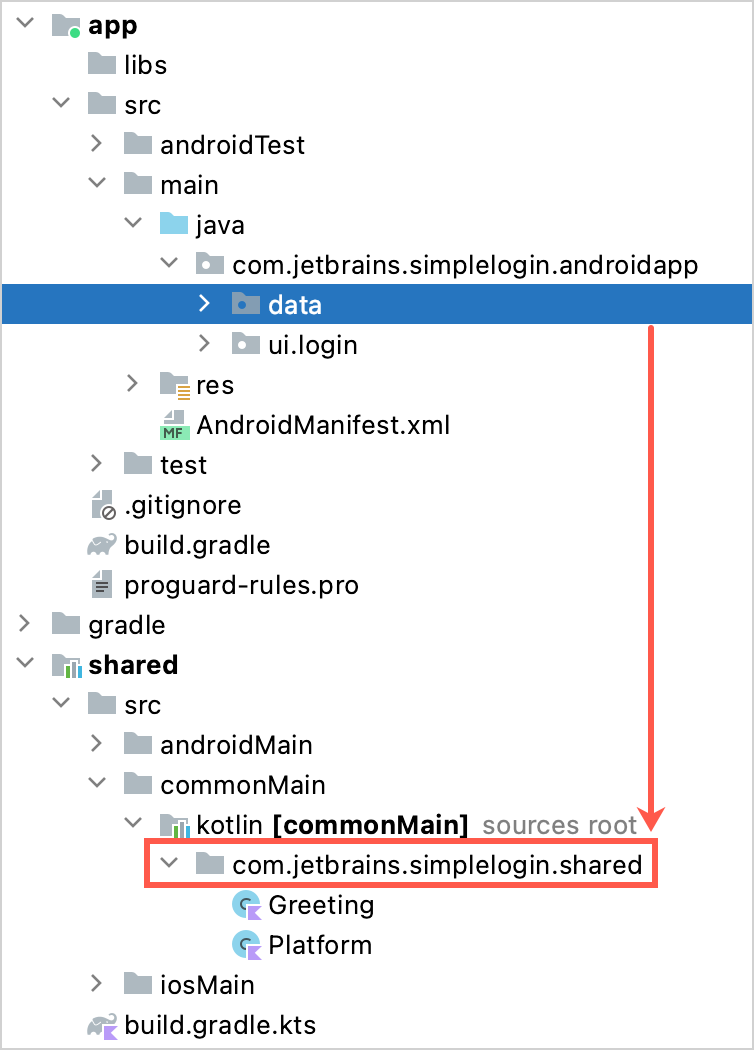 app
libs
src
androidTest
main
java
com.jetbrains.simplelogin.androidapp
data
ui.login
res
MF AndroidManifest.xml
test
.gitignore
build.gradle
proguard-rules.pro
gradle
shared
src
androidMain
commonMain
kotlin [commonMain] sources root
com.jetbrains.simplelogin.shared
C Greeting
C Platform
iosMain
build.gradle.kts